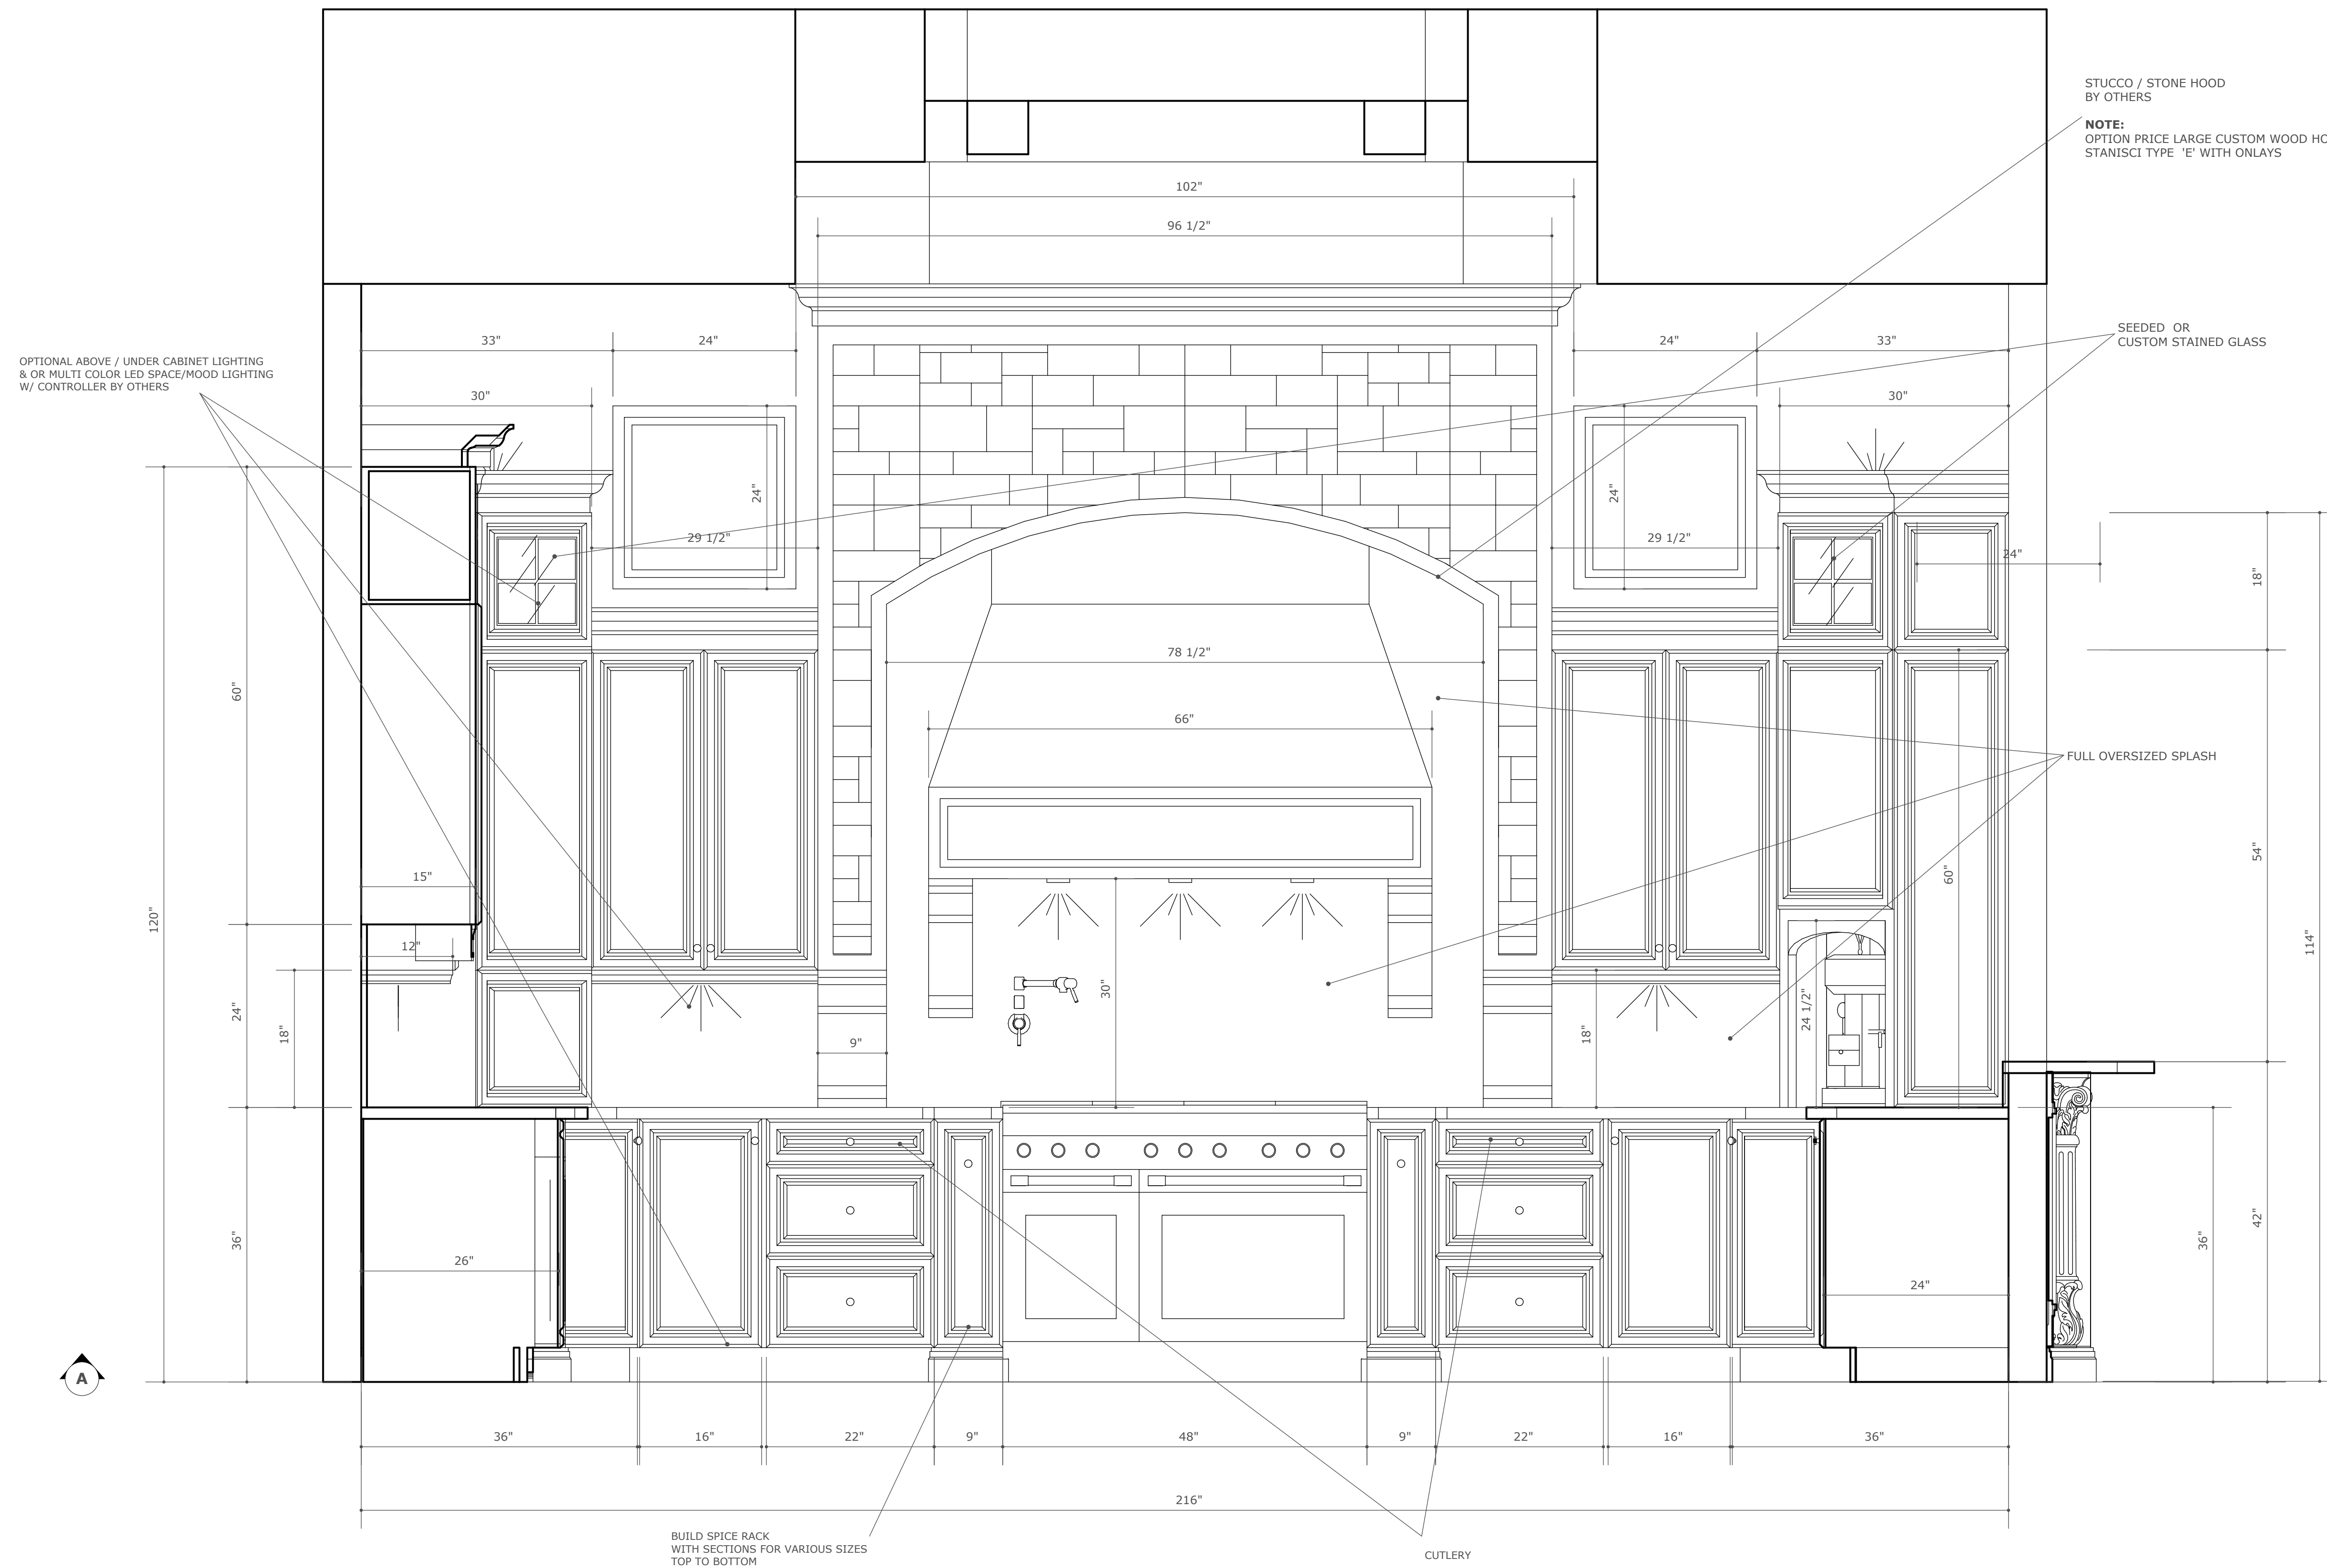 STUCCO / STONE HOOD
BY OTHERS
NOTE:
OPTION PRICE LARGE CUSTOM WOOD HO
STANISCI TYPE 'E' WITH ONLAYS
102"
96 1/2"
33"
24"
24"
33"
SEEDED OR
CUSTOM STAINED GLASS
OPTIONAL ABOVE / UNDER CABINET LIGHTING
& OR MULTI COLOR LED SPACE/MOOD LIGHTING
W/ CONTROLLER BY OTHERS
30"
30"
24"
24"
29 1/2"
29 1/2"
24"
18"
78 1/2"
60"
66"
FULL OVERSIZED SPLASH
54"
15"
60"
120"
12"
114"
30"
24 1/2"
24"
18"
9"
18"
36"
26"
24"
36"
42"
A
36"
16"
22"
9"
48"
9"
22"
16"
36"
216"
BUILD SPICE RACK
WITH SECTIONS FOR VARIOUS SIZES
TOP TO BOTTOM
CUTLERY